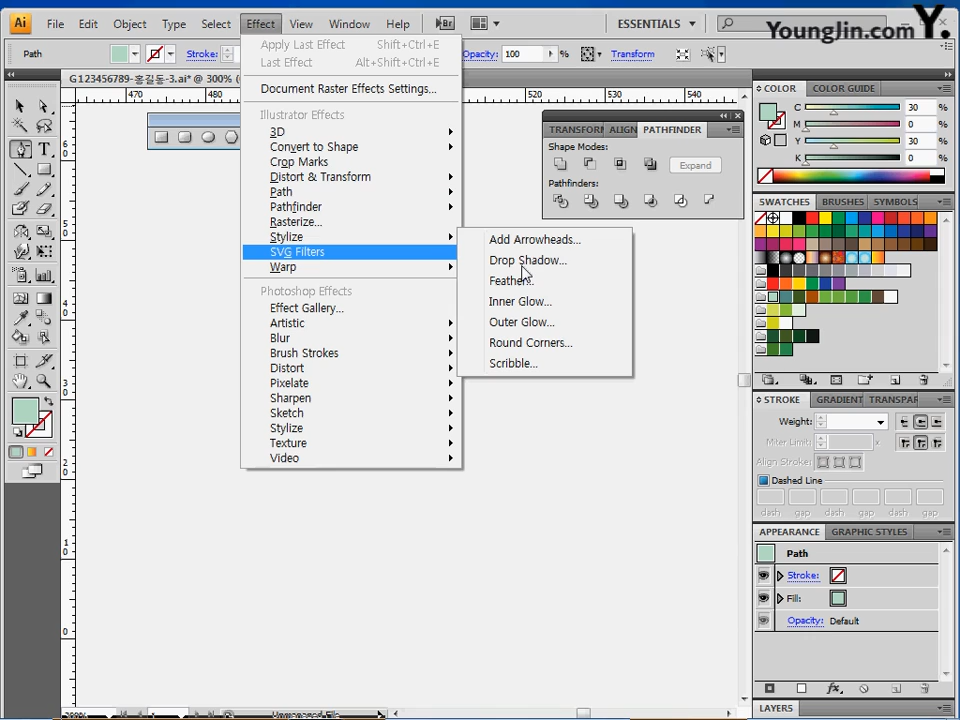 Ai File Edit Object Type Select Effect View Window Help Br ESSENTIALS
YoungJin.com Y.
Path Stroke: Opacity: 100 % Transform
G123456789-홍길동-3.ai* @ 300%
470 480 520 530 540
Apply Last Effect Shift+Ctrl+E
Last Effect Alt+Shift+Ctrl+E
Document Raster Effects Settings...
Illustrator Effects
3D
Convert to Shape
Crop Marks
Distort & Transform
Path
Pathfinder
Rasterize...
Stylize
SVG Filters
Warp
Photoshop Effects
Effect Gallery...
Artistic
Blur
Brush Strokes
Distort
Pixelate
Sharpen
Sketch
Stylize
Texture
Video
Add Arrowheads...
Drop Shadow...
Feather...
Inner Glow...
Outer Glow...
Round Corners...
Scribble...
TRANSFORM ALIGN PATHFINDER
Shape Modes:
Expand
Pathfinders:
COLOR COLOR GUIDE
C 30 %
M 0 %
Y 30 %
K 0 %
SWATCHES BRUSHES SYMBOLS
STROKE GRADIENT TRANSPAR
Weight:
Miter Limit: x
Align Stroke:
Dashed Line
dash gap dash gap dash gap
APPEARANCE GRAPHIC STYLES
Path
Stroke:
Fill:
Opacity: Default
fx
LAYERS